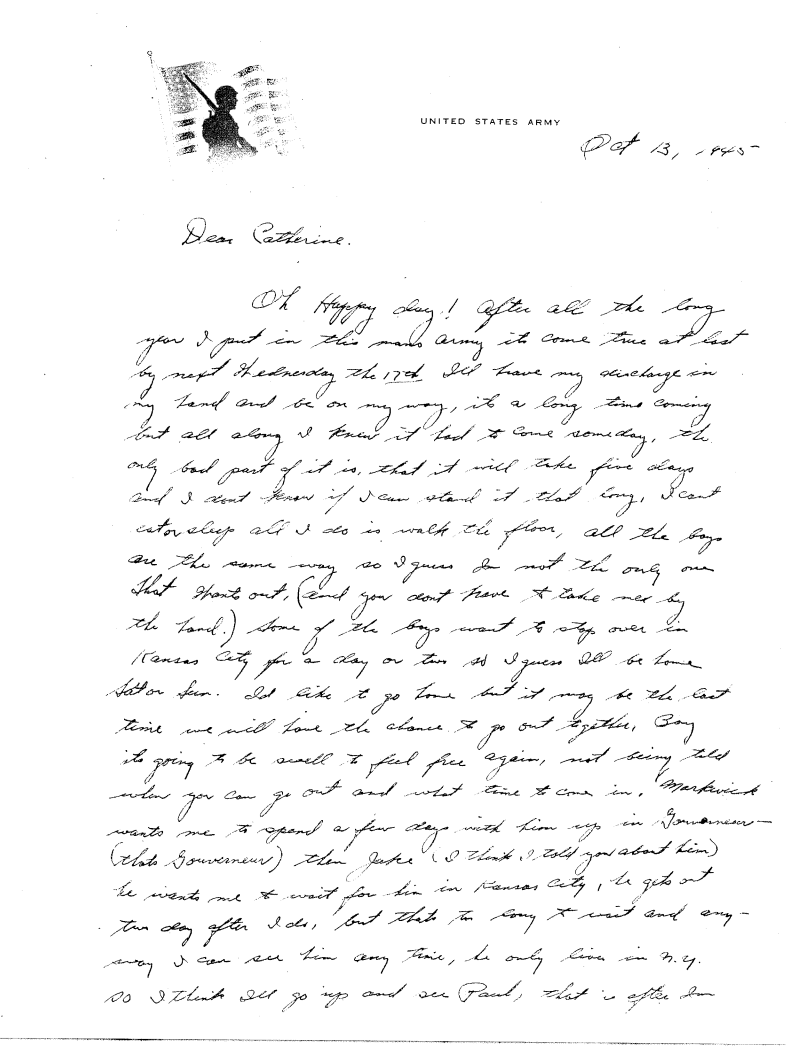 UNITED STATES ARMY
Oct 13, 1945
Dear Catherine.
Oh Happy day! After all the long
year I put in this mans army its come true at last
by next Wednesday the 17th Ill have my discharge in
my hand and be on my way, its a long time coming
but all along I knew it had to come someday, the
only bad part of it is, that it will take five days
and I dont know if I can stand it that long, I cant
eat or sleep all I do is walk the floor, all the boys
are the same way so I guess Im not the only one
that wants out, (and you dont have to take me by
the hand.) Some of the boys want to stop over in
Kansas City for a day or two so I guess Ill be home
Sat or Sun. Id like to go home but it may be the last
time we will have the chance to go out together, Boy
its going to be swell to feel free again, not being told
when you can go out and what time to come in. Markwick
wants me to spend a few days with him up in Gouverneur
(thats Gouverneur) then Jake (I think I told you about him)
he wants me to wait for him in Kansas City, he gets out
two day after I do, but thats to long to wait and any-
way I can see him any time, he only lives in N.Y.
so I think Ill go up and see Paul, that is after Im